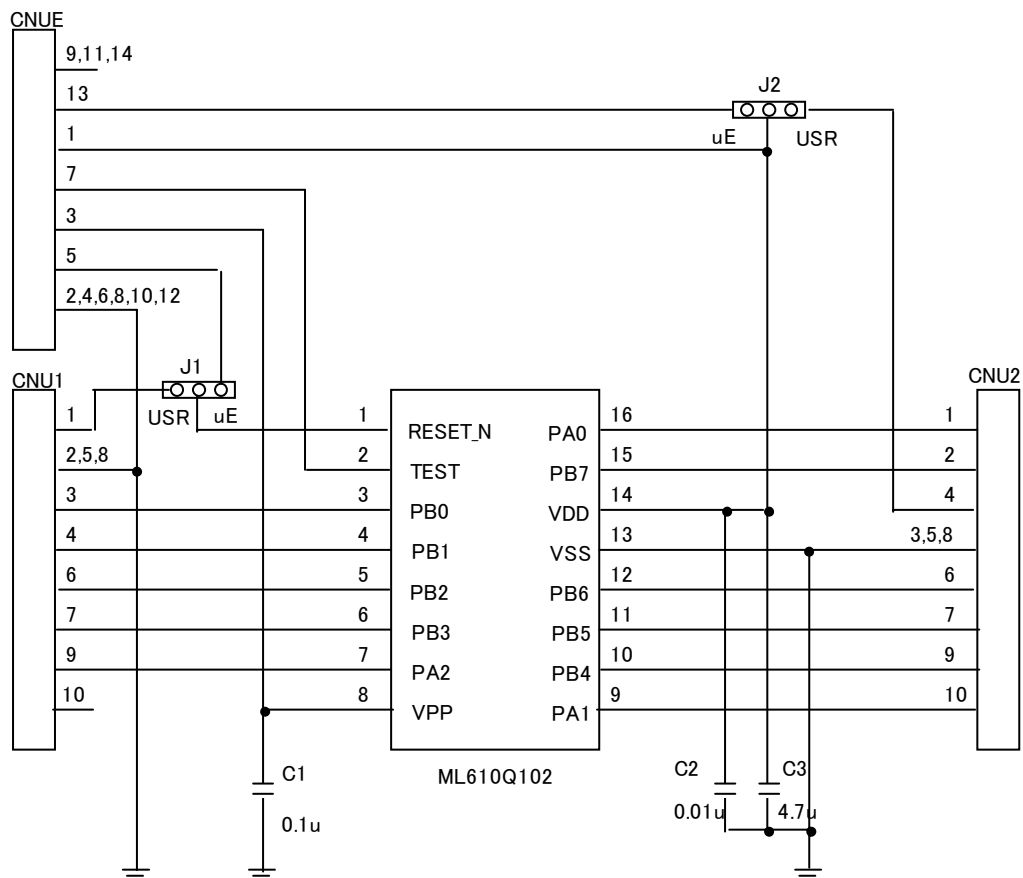 CNUE
9,11,14
13
1
7
3
5
2,4,6,8,10,12
J2
uE
USR
CNU1
1
2,5,8
3
4
6
7
9
10
J1
USR
uE
1
2
3
4
5
6
7
8
RESET_N
TEST
PB0
PB1
PB2
PB3
PA2
VPP
PA0
PB7
VDD
VSS
PB6
PB5
PB4
PA1
16
15
14
13
12
11
10
9
CNU2
1
2
4
3,5,8
6
7
9
10
ML610Q102
C1
0.1u
C2
0.01u
C3
4.7u